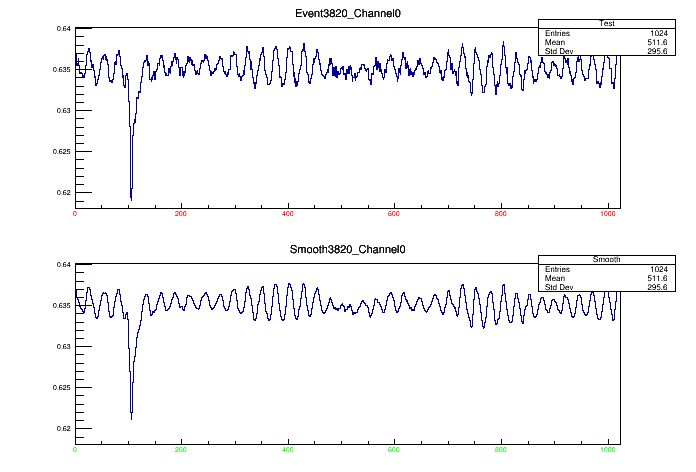 Event3820_Channel0
Test
Entries 1024
Mean 511.6
Std Dev 295.6
0.64
0.635
0.63
0.625
0.62
0 200 400 600 800 1000
Smooth3820_Channel0
Smooth
Entries 1024
Mean 511.6
Std Dev 295.6
0.64
0.635
0.63
0.625
0.62
0 200 400 600 800 1000